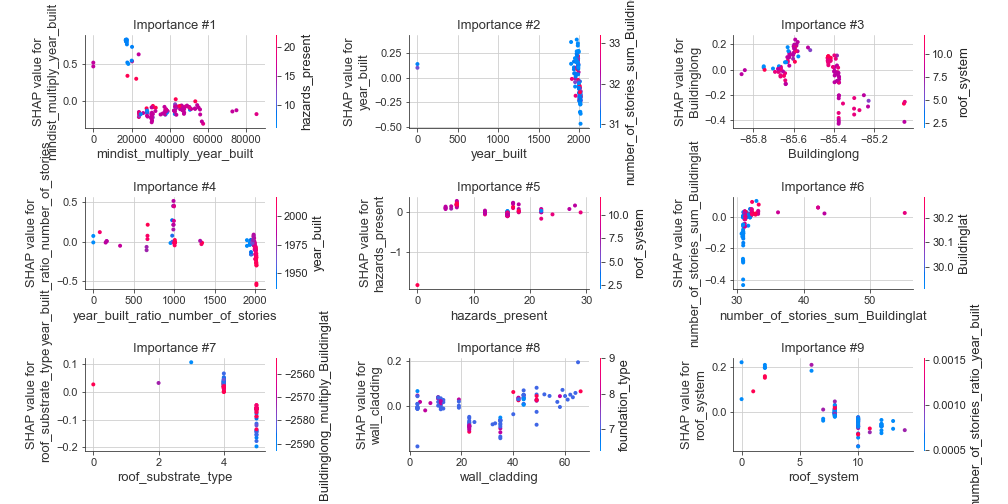 Importance #1
SHAP value for
mindist_multiply_year_built
0.5
0.0
0
20000
40000
60000
80000
mindist_multiply_year_built
20
15
10
hazards_present
Importance #2
SHAP value for
year_built
0.25
0.00
−0.25
−0.50
0
500
1000
1500
2000
year_built
33
32
31
number_of_stories_sum_Buildinglat
Importance #3
SHAP value for
Buildinglong
0.2
0.0
−0.2
−0.4
−85.8
−85.6
−85.4
−85.2
Buildinglong
10.0
7.5
5.0
2.5
roof_system
Importance #4
SHAP value for
year_built_ratio_number_of_stories
0.5
0.0
−0.5
0
500
1000
1500
2000
year_built_ratio_number_of_stories
2000
1975
1950
year_built
Importance #5
SHAP value for
hazards_present
0
−1
0
10
20
30
hazards_present
10.0
7.5
5.0
2.5
roof_system
Importance #6
SHAP value for
number_of_stories_sum_Buildinglat
0.0
−0.2
−0.4
30
40
50
number_of_stories_sum_Buildinglat
30.2
30.1
30.0
Buildinglat
Importance #7
SHAP value for
roof_substrate_type
0.1
0.0
−0.1
−0.2
0
2
4
roof_substrate_type
−2560
−2570
−2580
−2590
Buildinglong_multiply_Buildinglat
Importance #8
SHAP value for
wall_cladding
0.2
0.0
0
20
40
60
wall_cladding
9
8
7
foundation_type
Importance #9
SHAP value for
roof_system
0.2
0.0
0
5
10
roof_system
0.0015
0.0010
0.0005
number_of_stories_ratio_year_built